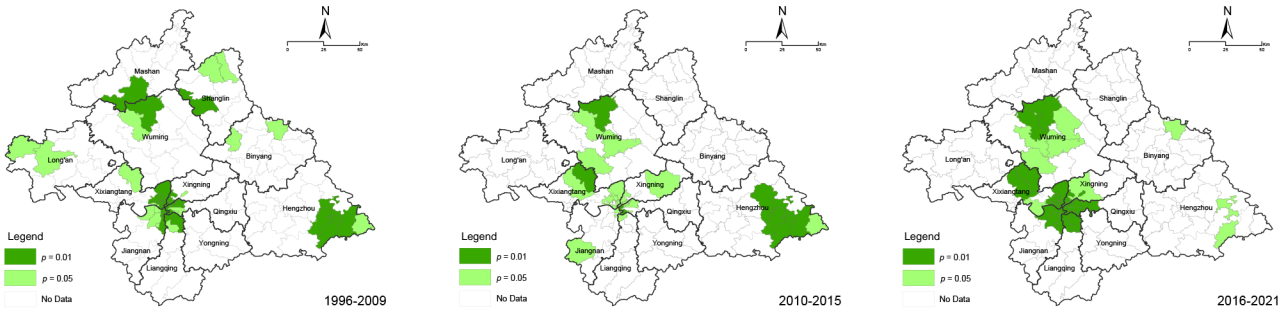 N
0 25 50 Km
Mashan
Shanglin
Wuming
Long'an
Binyang
Xixiangtang
Xingning
Qingxiu
Hengzhou
Jiangnan
Yongning
Liangqing
Legend
p = 0.01
p = 0.05
No Data
1996-2009
N
0 25 50 Km
Mashan
Shanglin
Wuming
Long'an
Binyang
Xixiangtang
Xingning
Qingxiu
Hengzhou
Jiangnan
Yongning
Liangqing
Legend
p = 0.01
p = 0.05
No Data
2010-2015
N
0 25 50 Km
Mashan
Shanglin
Wuming
Long'an
Binyang
Xixiangtang
Xingning
Qingxiu
Hengzhou
Jiangnan
Yongning
Liangqing
Legend
p = 0.01
p = 0.05
No Data
2016-2021